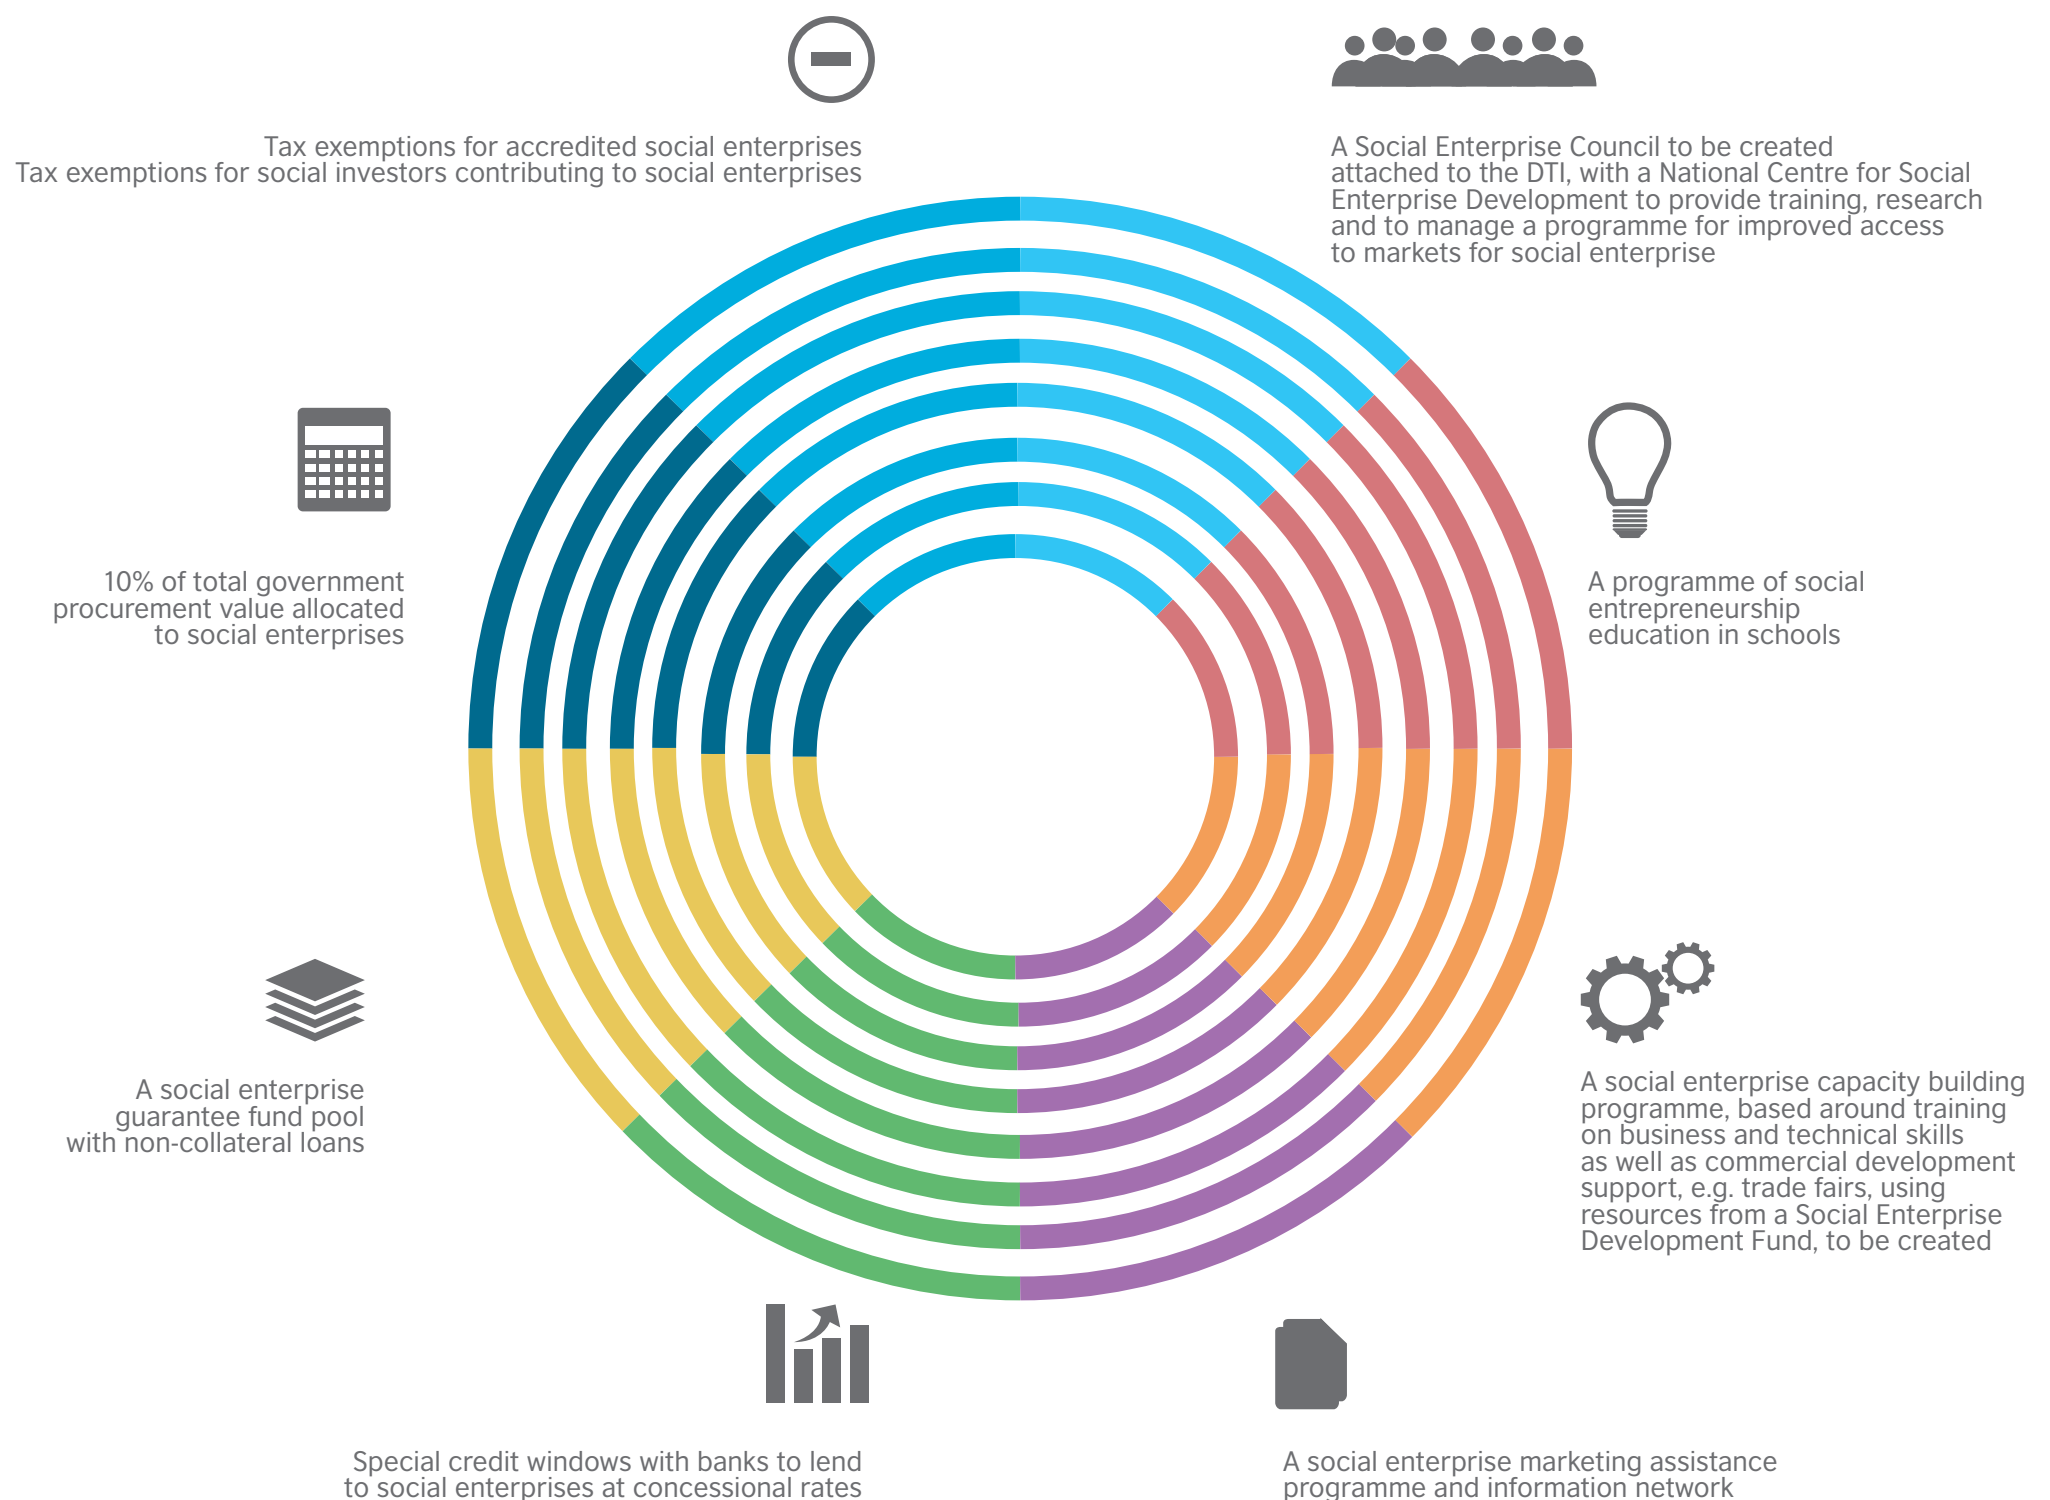 Tax exemptions for accredited social enterprises
Tax exemptions for social investors contributing to social enterprises
A Social Enterprise Council to be created
attached to the DTI, with a National Centre for Social
Enterprise Development to provide training, research
and to manage a programme for improved access
to markets for social enterprise
10% of total government
procurement value allocated
to social enterprises
A programme of social
entrepreneurship
education in schools
A social enterprise
guarantee fund pool
with non-collateral loans
A social enterprise capacity building
programme, based around training
on business and technical skills
as well as commercial development
support, e.g. trade fairs, using
resources from a Social Enterprise
Development Fund, to be created
Special credit windows with banks to lend
to social enterprises at concessional rates
A social enterprise marketing assistance
programme and information network